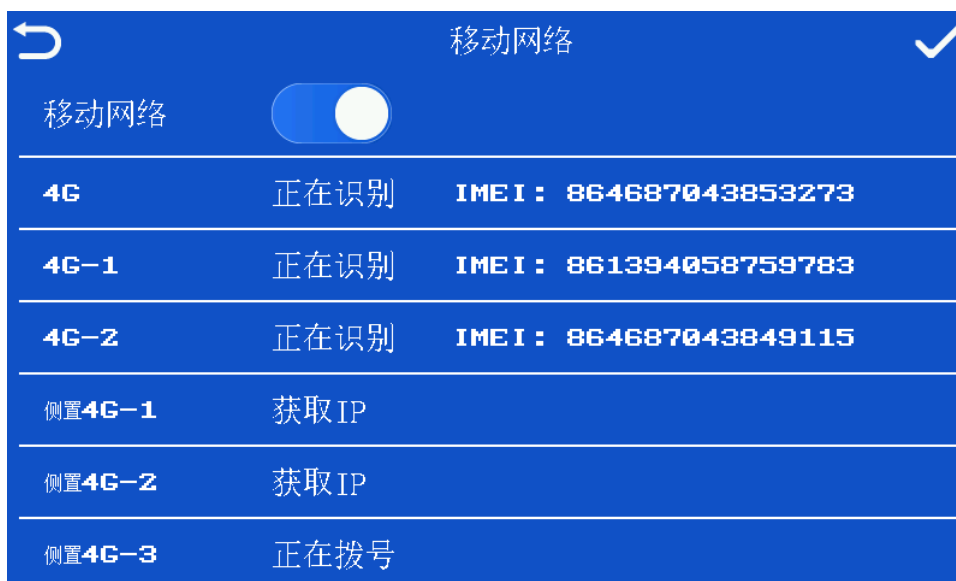 移动网络
移动网络
4G 正在识别 IMEI: 864687043853273
4G-1 正在识别 IMEI: 861394058759783
4G-2 正在识别 IMEI: 864687043849115
侧置4G-1 获取IP
侧置4G-2 获取IP
侧置4G-3 正在拨号